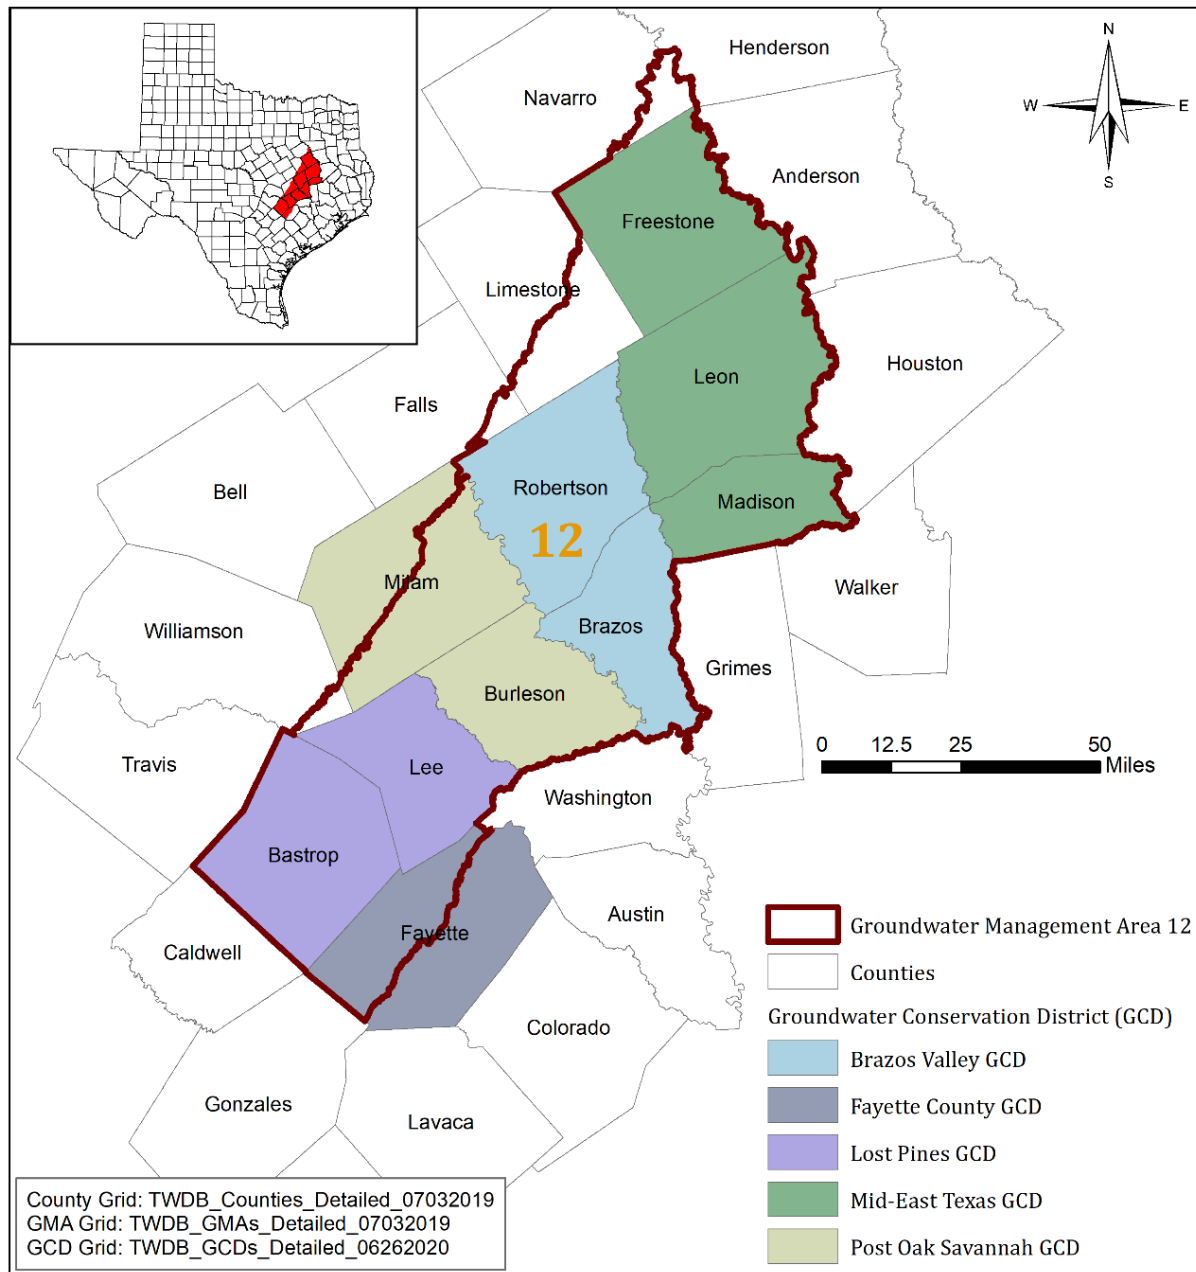 N
W E
S
Henderson
Navarro
Anderson
Freestone
Limestone
Houston
Leon
Falls
Bell
Robertson
Madison
12
Milam
Walker
Williamson
Brazos
Grimes
Burleson
Travis
Lee
0 12.5 25 50
Miles
Washington
Bastrop
Austin
Fayette
Caldwell
Colorado
Gonzales
Lavaca
Groundwater Management Area 12
Counties
Groundwater Conservation District (GCD)
Brazos Valley GCD
Fayette County GCD
Lost Pines GCD
Mid-East Texas GCD
Post Oak Savannah GCD
County Grid: TWDB_Counties_Detailed_07032019
GMA Grid: TWDB_GMAs_Detailed_07032019
GCD Grid: TWDB_GCDs_Detailed_06262020